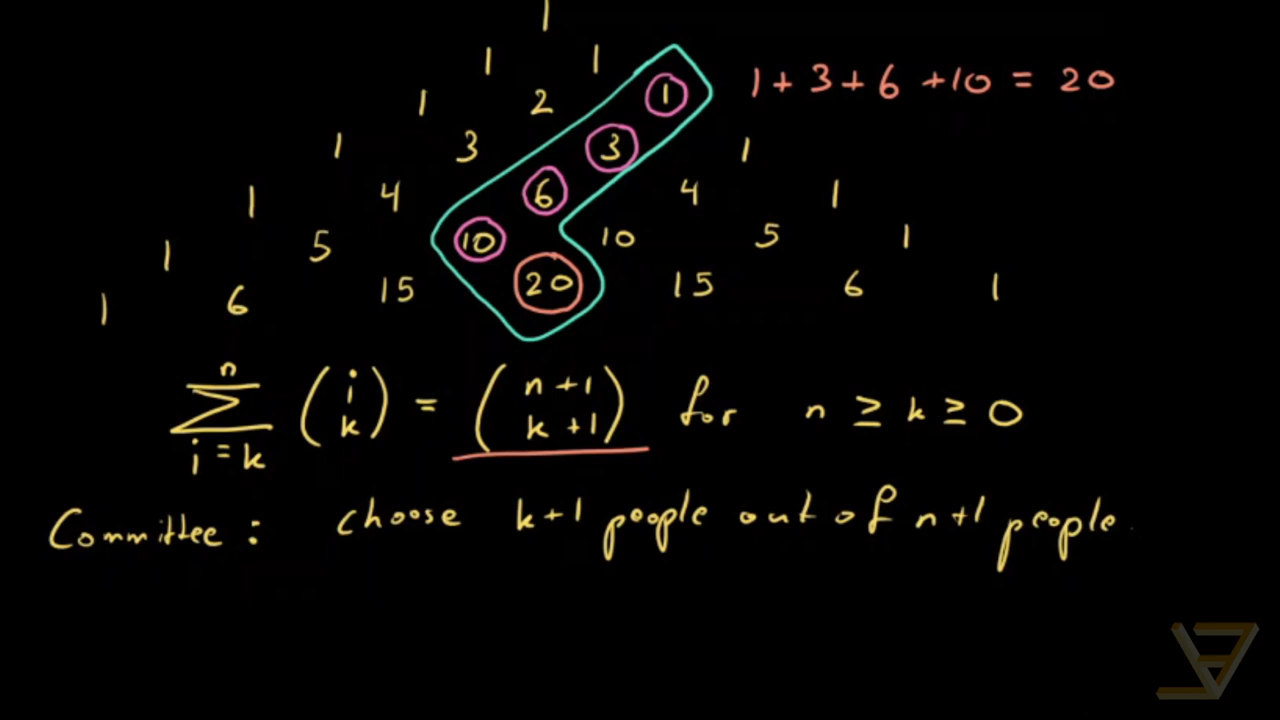 1
1 1
1 2 1 1 + 3 + 6 + 10 = 20
1 3 3 1
1 4 6 4 1
1 5 10 10 5 1
1 6 15 20 15 6 1
n
∑ (i k) = (n+1 k+1) for n ≥ k ≥ 0
i = k
Committee : choose k+1 people out of n+1 people.